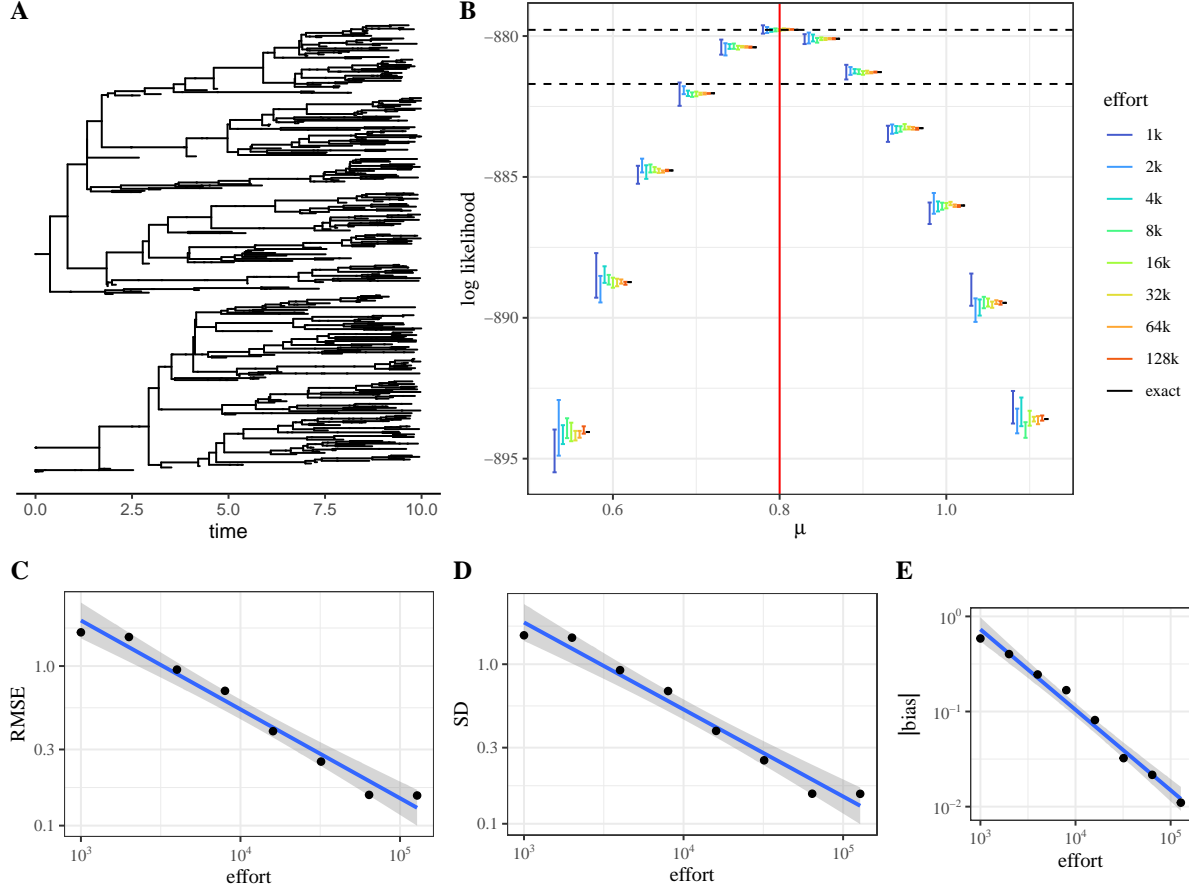 A
0.0 2.5 5.0 7.5 10.0
time
B
−880
−885
−890
−895
log likelihood
0.6 0.8 1.0
μ
effort
1k
2k
4k
8k
16k
32k
64k
128k
exact
C
1.0
0.3
0.1
RMSE
10³ 10⁴ 10⁵
effort
D
1.0
0.3
0.1
SD
10³ 10⁴ 10⁵
effort
E
10⁰
10⁻¹
10⁻²
|bias|
10³ 10⁴ 10⁵
effort